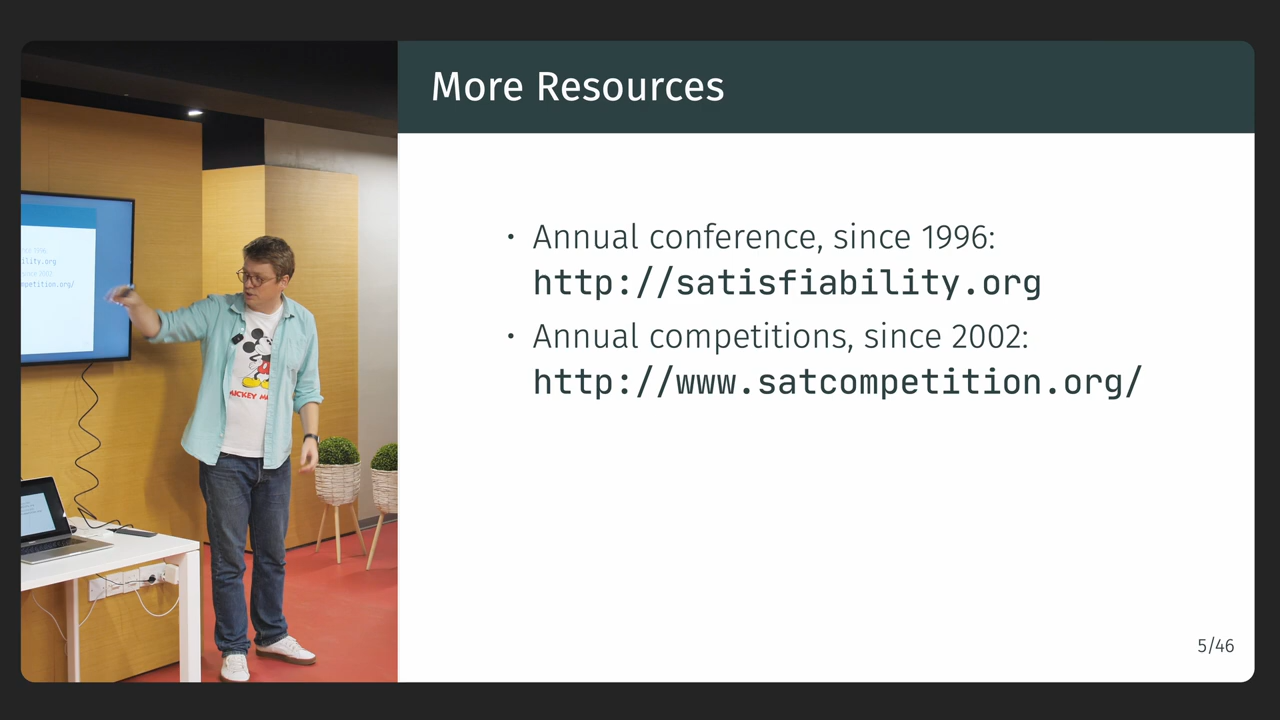 More Resources
• Annual conference, since 1996:
http://satisfiability.org
• Annual competitions, since 2002:
http://www.satcompetition.org/
5/46
MICKEY